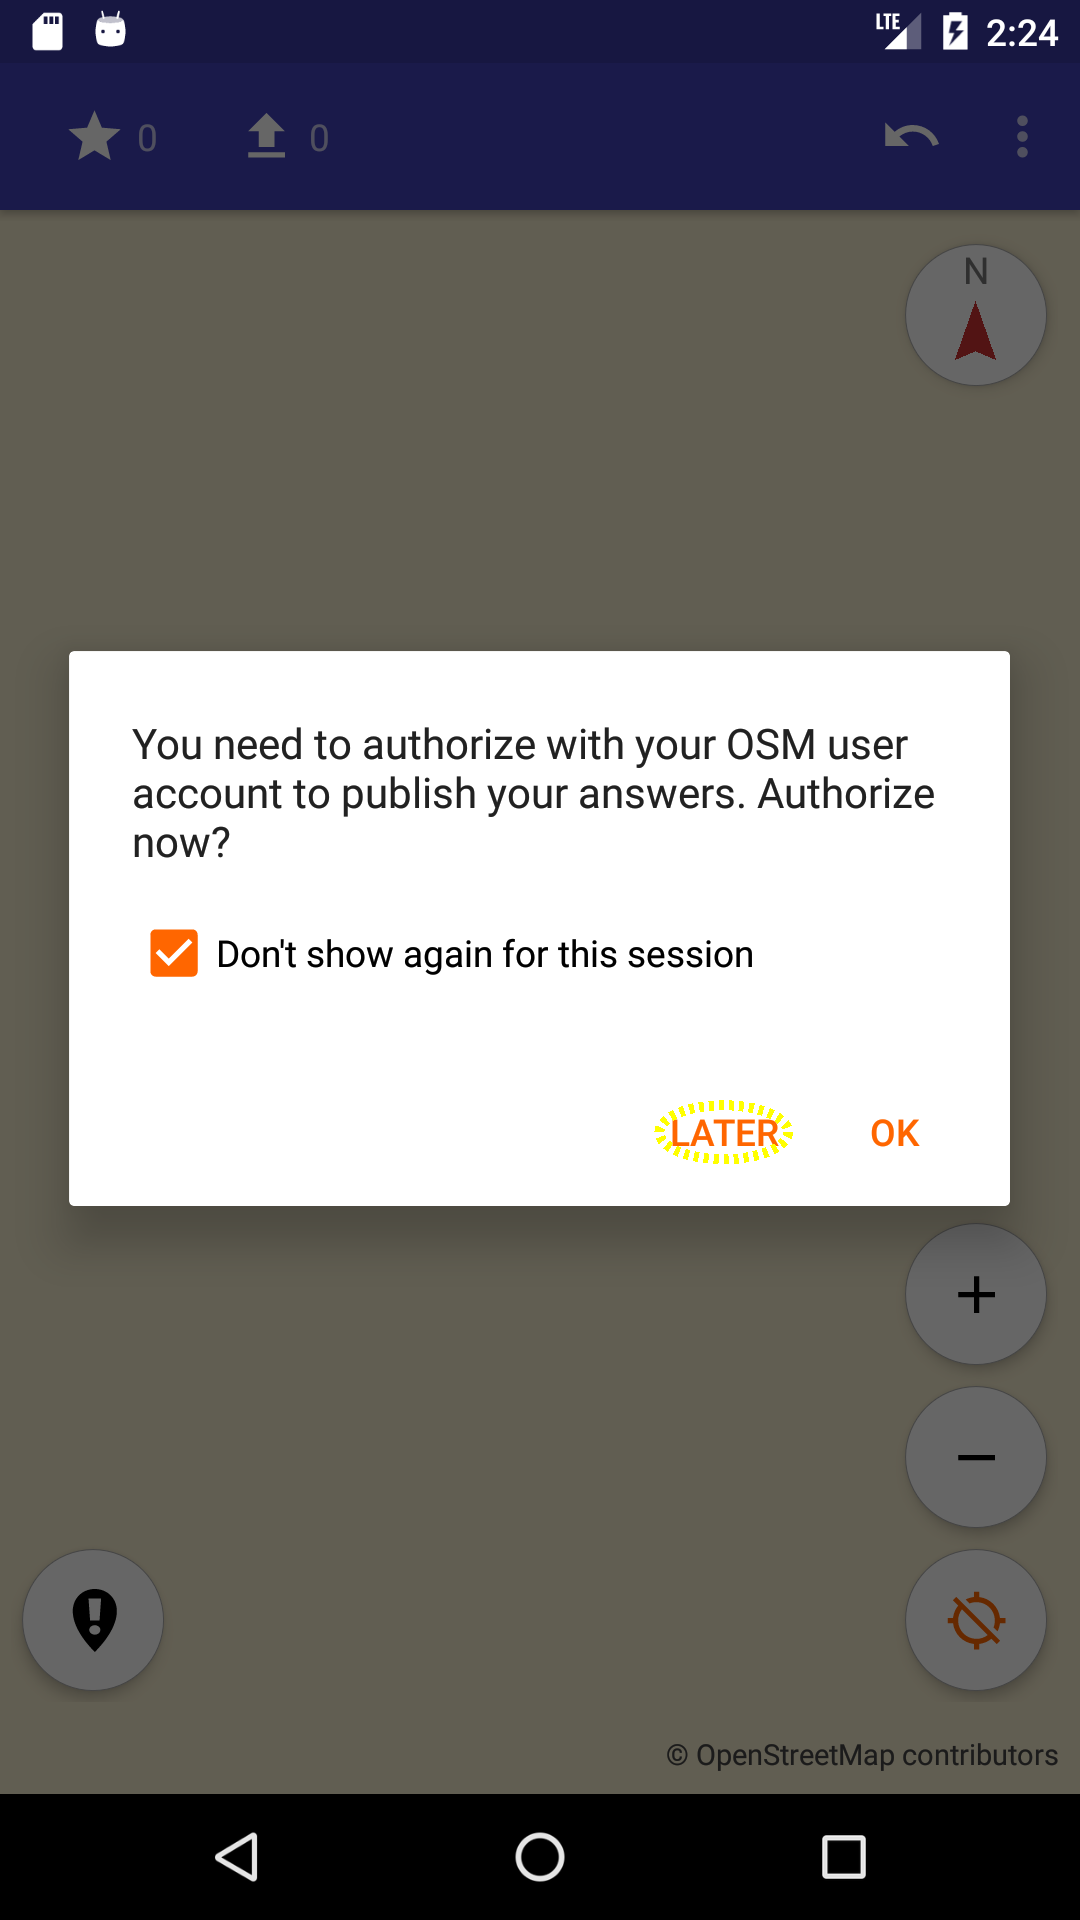 LTE 2:24
0 0
N
You need to authorize with your OSM user
account to publish your answers. Authorize
now?
Don't show again for this session
LATER OK
© OpenStreetMap contributors